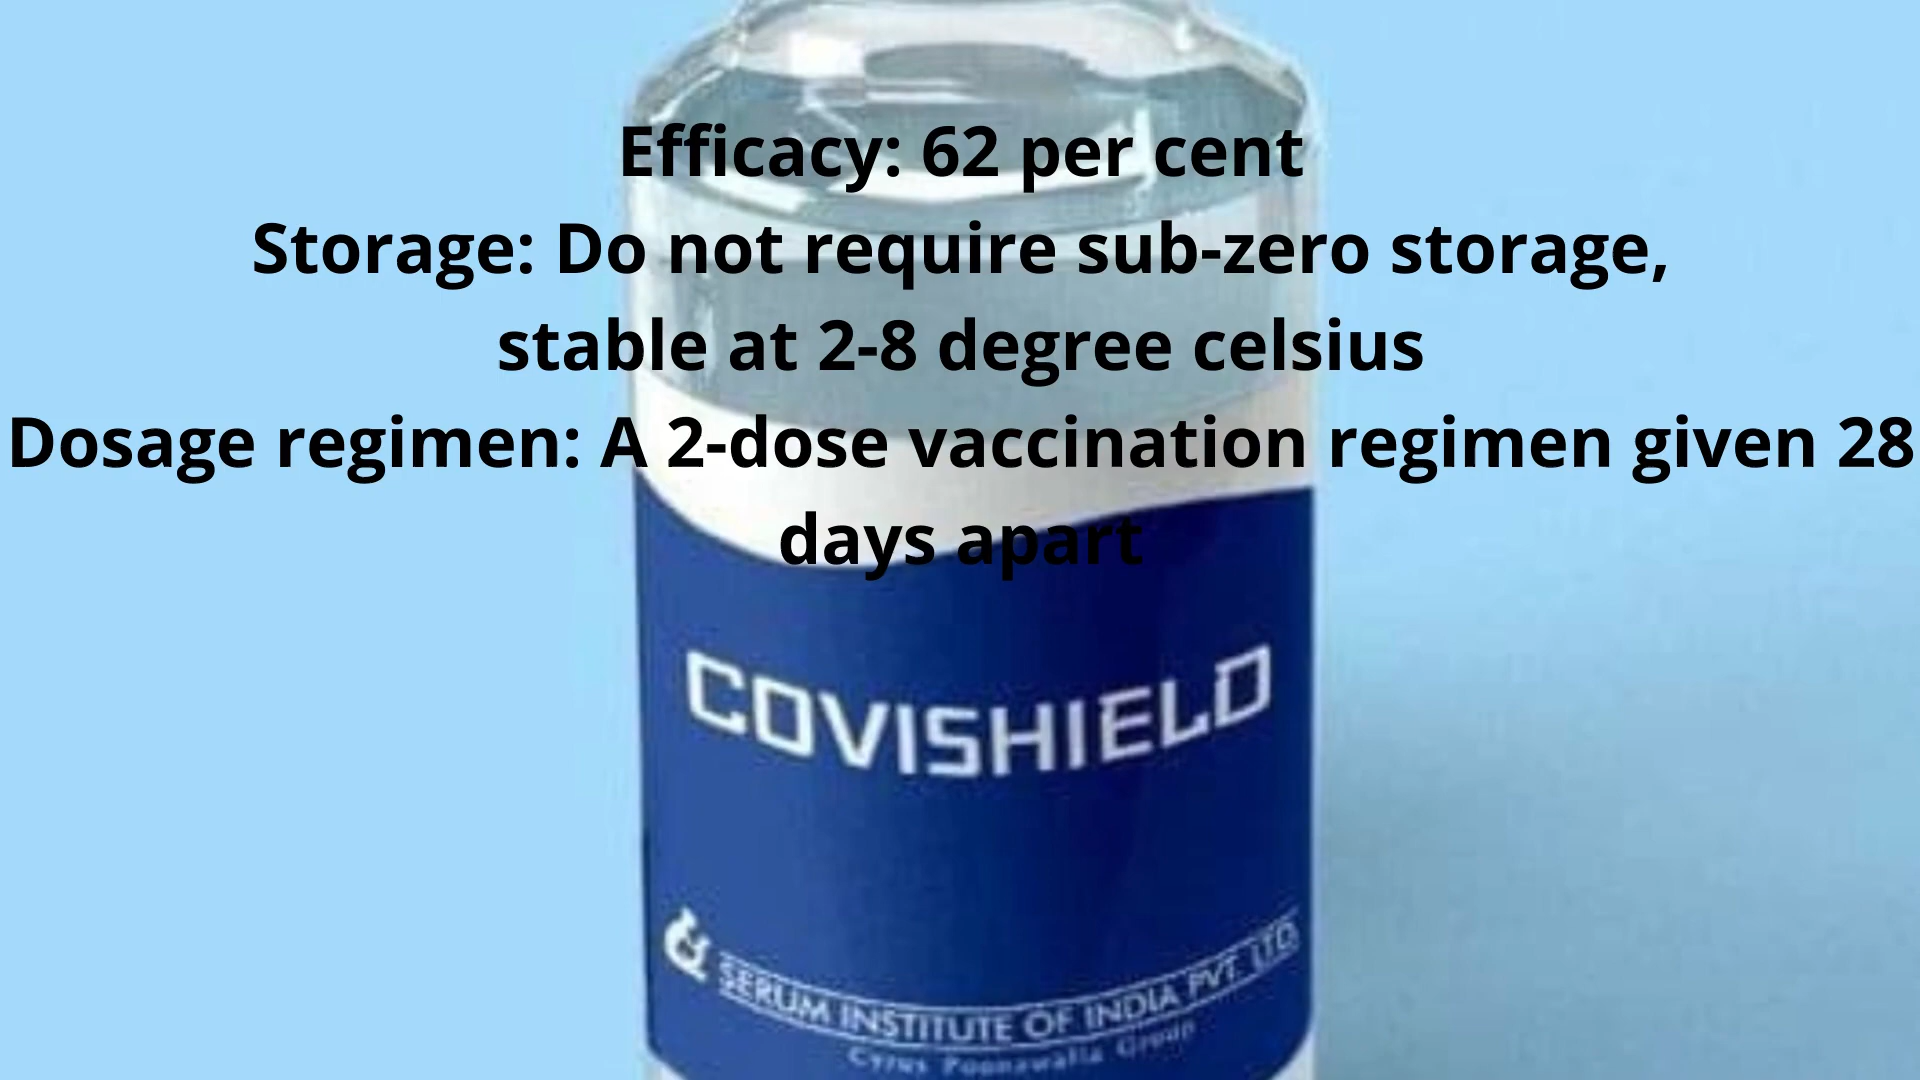 Efficacy: 62 per cent
Storage: Do not require sub-zero storage,
stable at 2-8 degree celsius
Dosage regimen: A 2-dose vaccination regimen given 28
days apart
COVISHIELD
& SERUM INSTITUTE OF INDIA PVT. LTD.
Cyrus Poonawalla Group